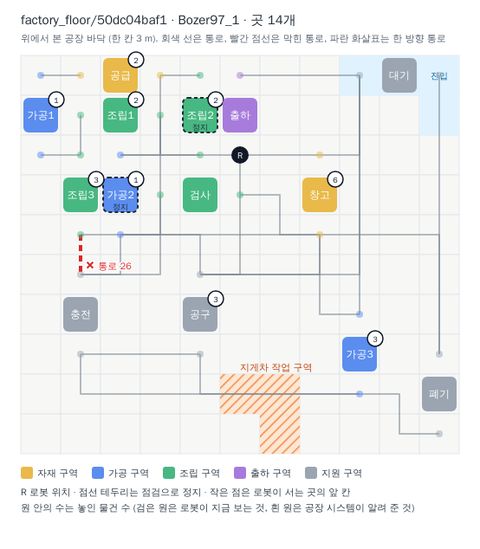 factory_floor/50dc04baf1 · Bozer97_1 · 곳 14개
위에서 본 공장 바닥 (한 칸 3 m). 회색 선은 통로, 빨간 점선은 막힌 통로, 파란 화살표는 한 방향 통로
공급 2
대기
진입
가공1 1
조립1 2
조립2 2
정지
출하
R
조립3 3
가공2 1
정지
검사
창고 6
✕ 통로 26
충전
공구 3
가공3 3
지게차 작업 구역
폐기
자재 구역 가공 구역 조립 구역 출하 구역 지원 구역
R 로봇 위치 · 점선 테두리는 점검으로 정지 · 작은 점은 로봇이 서는 곳의 앞 칸
원 안의 수는 놓인 물건 수 (검은 원은 로봇이 지금 보는 것, 흰 원은 공장 시스템이 알려 준 것)